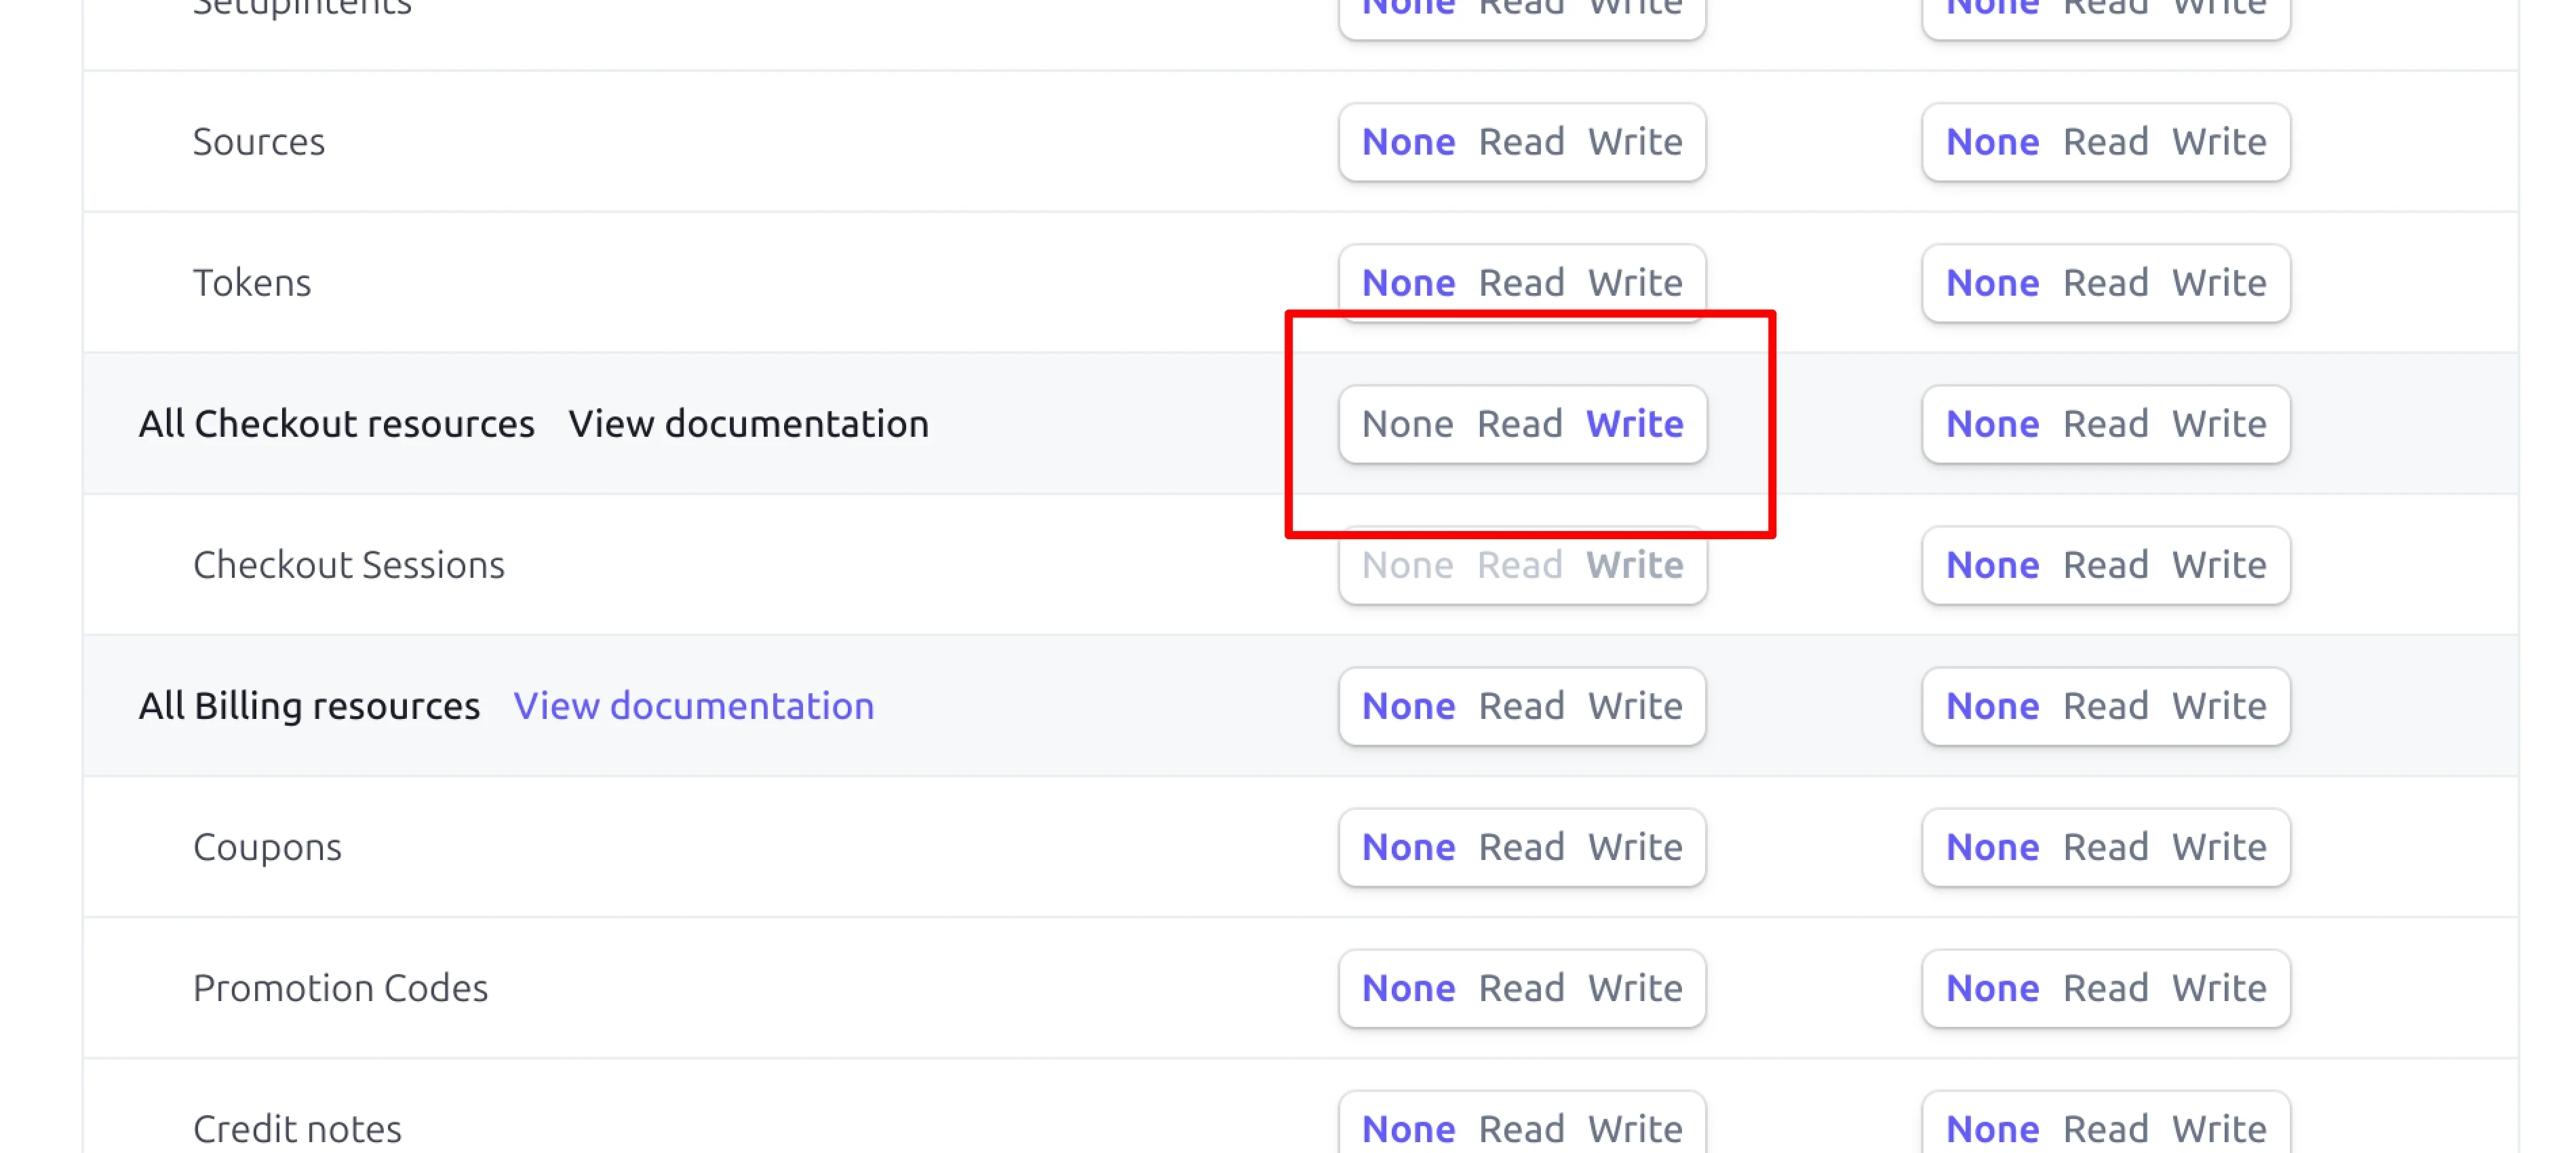 SetupIntents None Read Write None Read Write
Sources None Read Write None Read Write
Tokens None Read Write None Read Write
All Checkout resources View documentation None Read Write None Read Write
Checkout Sessions None Read Write None Read Write
All Billing resources View documentation None Read Write None Read Write
Coupons None Read Write None Read Write
Promotion Codes None Read Write None Read Write
Credit notes None Read Write None Read Write